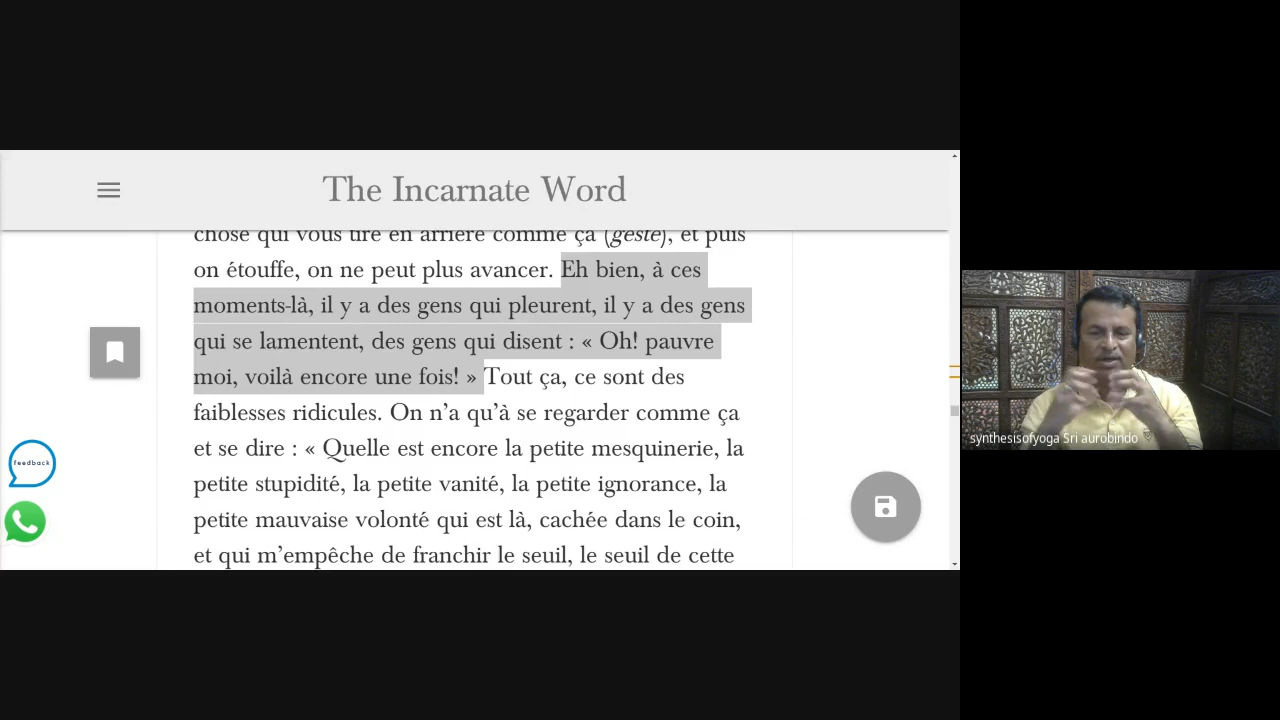 The Incarnate Word
chose qui vous tire en arrière comme ça (geste), et puis
on étouffe, on ne peut plus avancer. Eh bien, à ces
moments-là, il y a des gens qui pleurent, il y a des gens
qui se lamentent, des gens qui disent : « Oh! pauvre
moi, voilà encore une fois! » Tout ça, ce sont des
faiblesses ridicules. On n’a qu’à se regarder comme ça
et se dire : « Quelle est encore la petite mesquinerie, la
petite stupidité, la petite vanité, la petite ignorance, la
petite mauvaise volonté qui est là, cachée dans le coin,
et qui m’empêche de franchir le seuil, le seuil de cette
feedback
synthesisofyoga Sri aurobindo